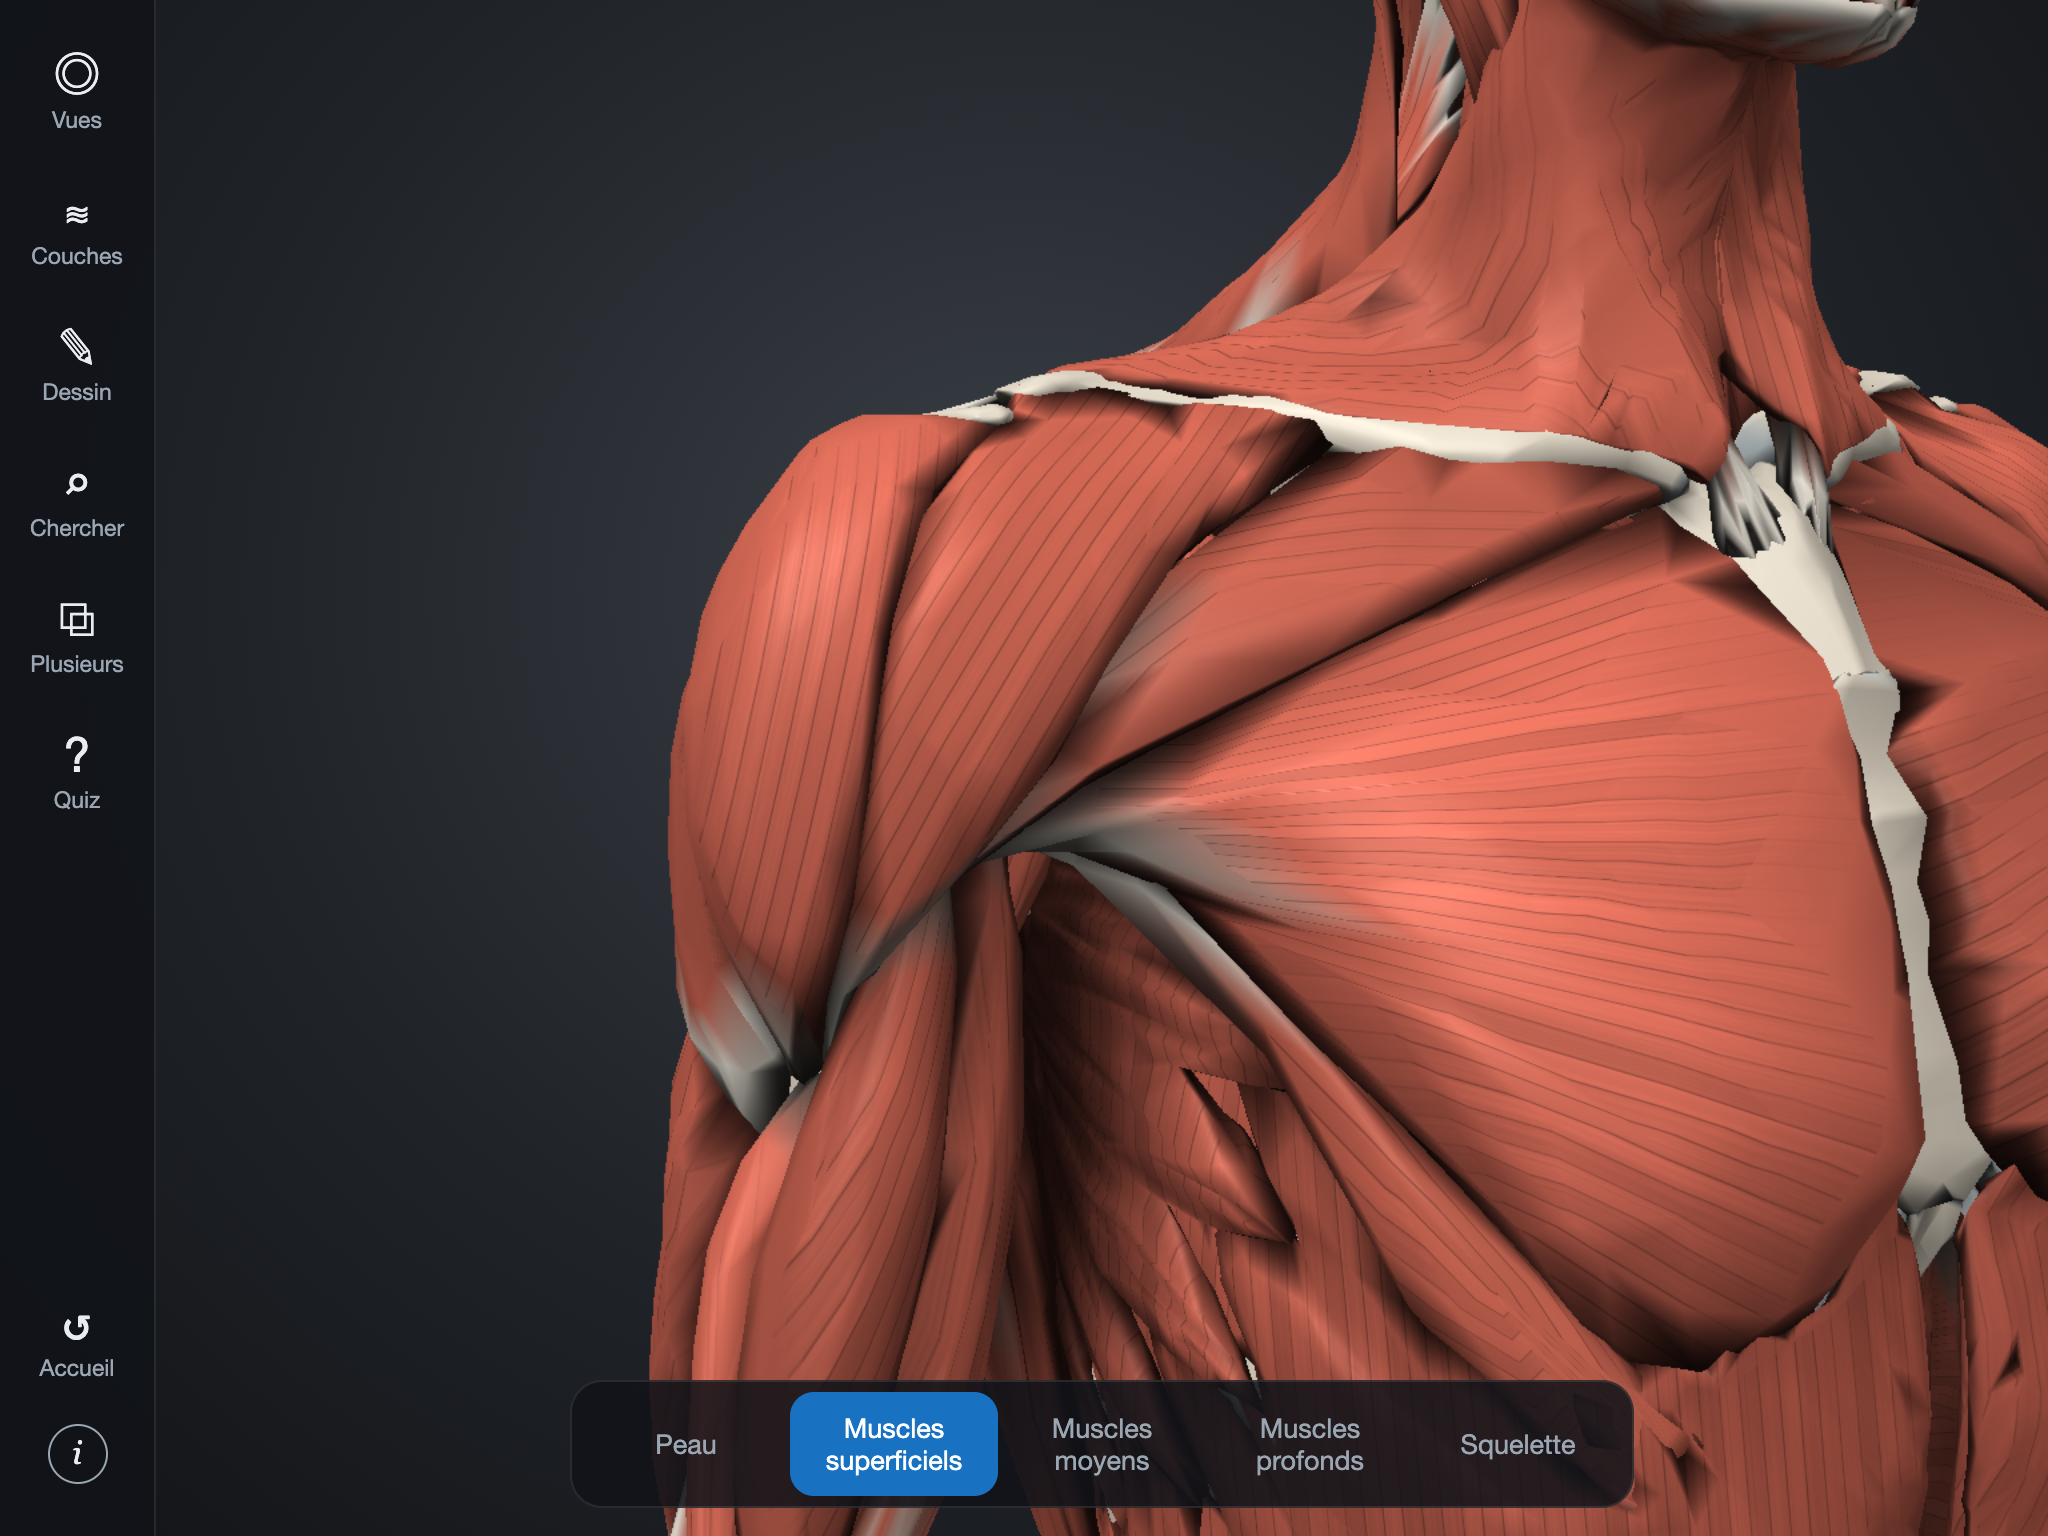 Vues
Couches
Dessin
Chercher
Plusieurs
?
Quiz
Accueil
i
Peau
Muscles
superficiels
Muscles
moyens
Muscles
profonds
Squelette